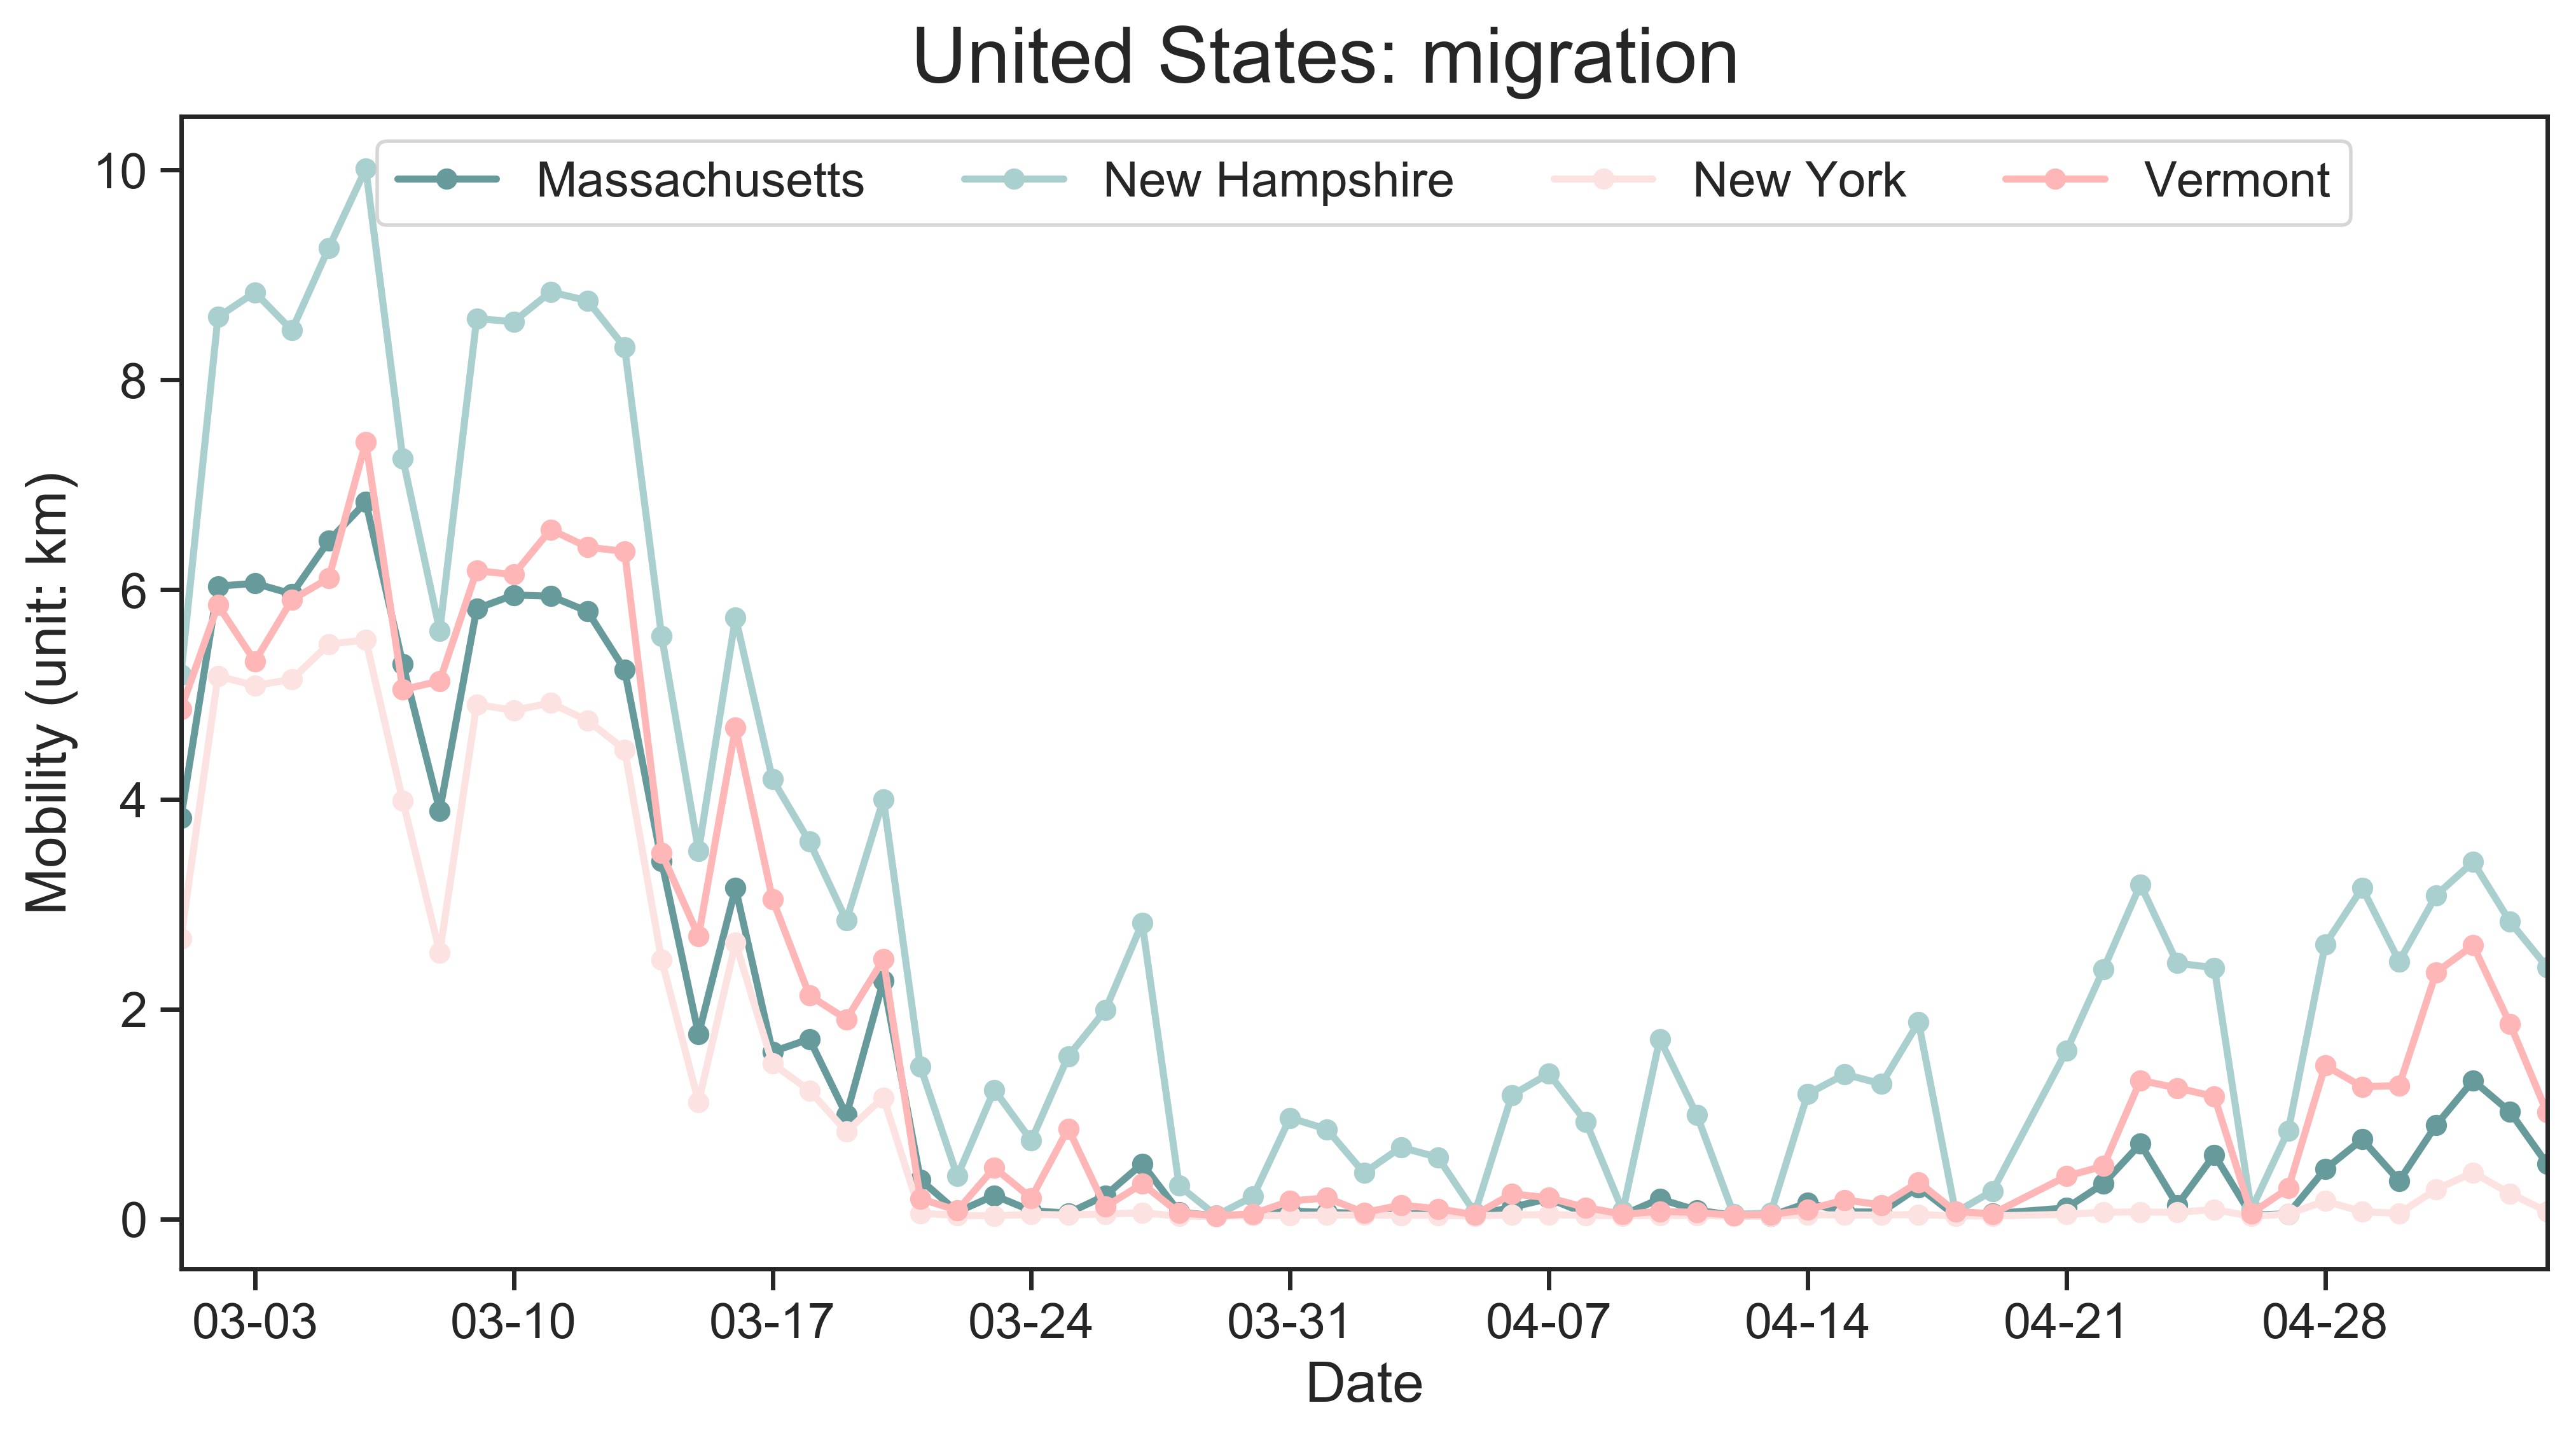 United States: migration
Massachusetts New Hampshire New York Vermont
10
8
6
4
2
0
Mobility (unit: km)
03-03 03-10 03-17 03-24 03-31 04-07 04-14 04-21 04-28
Date